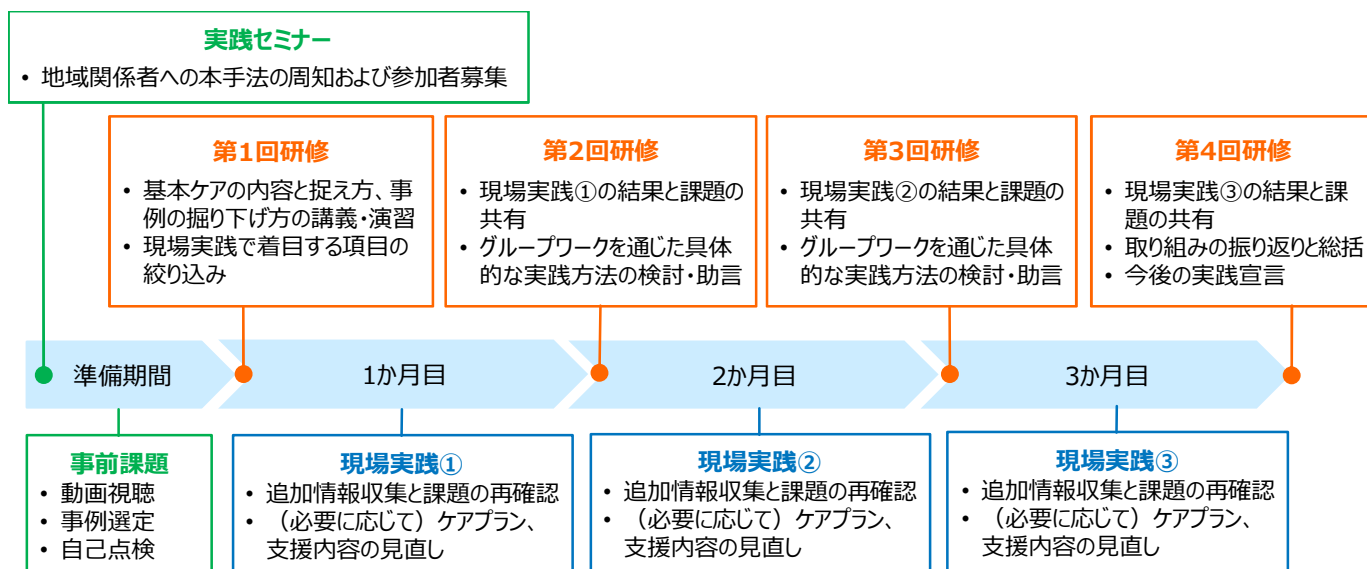 実践セミナー
• 地域関係者への本手法の周知および参加者募集
第1回研修
• 基本ケアの内容と捉え方、事
例の掘り下げ方の講義・演習
• 現場実践で着目する項目の
絞り込み
第2回研修
• 現場実践①の結果と課題の
共有
• グループワークを通じた具体
的な実践方法の検討・助言
第3回研修
• 現場実践②の結果と課題の
共有
• グループワークを通じた具体
的な実践方法の検討・助言
第4回研修
• 現場実践③の結果と課
題の共有
• 取り組みの振り返りと総括
• 今後の実践宣言
準備期間
1か月目
2か月目
3か月目
事前課題
• 動画視聴
• 事例選定
• 自己点検
現場実践①
• 追加情報収集と課題の再確認
• （必要に応じて）ケアプラン、
支援内容の見直し
現場実践②
• 追加情報収集と課題の再確認
• （必要に応じて）ケアプラン、
支援内容の見直し
現場実践③
• 追加情報収集と課題の再確認
• （必要に応じて）ケアプラン、
支援内容の見直し